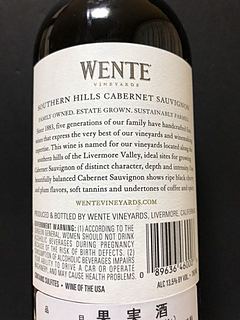 WENTE
VINEYARDS
SOUTHERN HILLS CABERNET SAUVIGNON
FAMILY OWNED, ESTATE GROWN, SUSTAINABLY FARMED
Since 1883, five generations of our family have handcrafted
wines that express the very best of our vineyards and winemaking
expertise. This wine is named for our vineyards located along the
southern hills of the Livermore Valley, ideal sites for growing
Cabernet Sauvignon of distinct character, depth and intensity.
beautifully balanced Cabernet Sauvignon shows ripe black cherry
and plum flavors, soft tannins and undertones of coffee and
WENTEVINEYARDS.COM
PRODUCED & BOTTLED BY WENTE VINEYARDS, LIVERMORE, CALIFORNIA
GOVERNMENT WARNING: (1) ACCORDING TO THE
SURGEON GENERAL, WOMEN SHOULD NOT DRINK
ALCOHOLIC BEVERAGES DURING PREGNANCY
BECAUSE OF THE RISK OF BIRTH DEFECTS. (2)
CONSUMPTION OF ALCOHOLIC BEVERAGES IMPAIRS
YOUR ABILITY TO DRIVE A CAR OR OPERATE
MACHINERY, AND MAY CAUSE HEALTH PROBLEMS.
CONTAINS SULFITES • WINE OF THE USA
ALC 13.5% BY VOL
果実酒